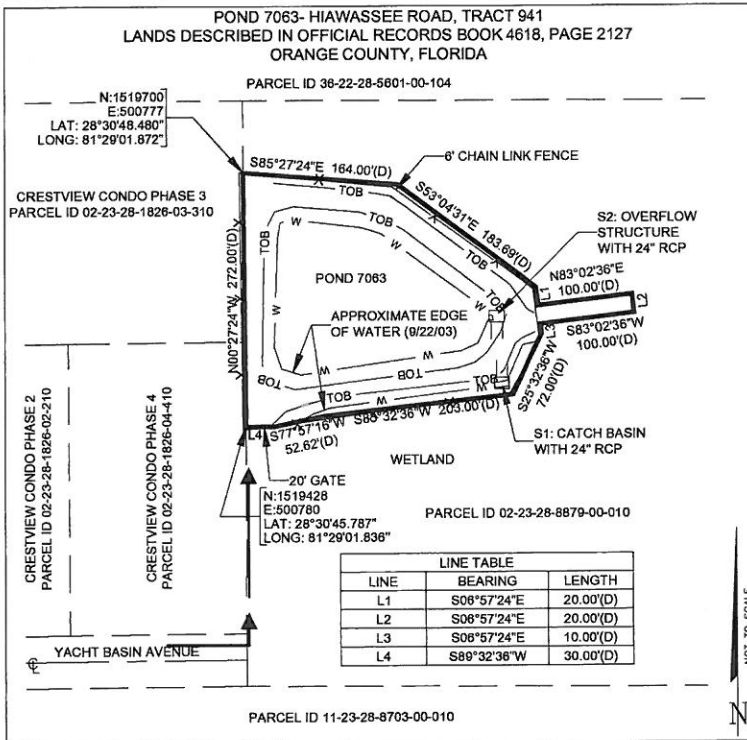 POND 7063- HIAWASSEE ROAD, TRACT 941
LANDS DESCRIBED IN OFFICIAL RECORDS BOOK 4618, PAGE 2127
ORANGE COUNTY, FLORIDA
PARCEL ID 36-22-28-5601-00-104
N:1519700
E:500777
LAT: 28°30'48.480"
LONG: 81°29'01.872"
S85°27'24"E 164.00'(D)
6' CHAIN LINK FENCE
CRESTVIEW CONDO PHASE 3
PARCEL ID 02-23-28-1826-03-310
S53°04'31"E 183.69'(D)
S2: OVERFLOW
STRUCTURE
WITH 24" RCP
TOB
TOB
TOB
TOB
TOB
TOB
TOB
TOB
TOB
TOB
W
W
W
W
W
W
W
W
W
W
N00°27'24"W 272.00'(D)
POND 7063
N83°02'36"E
100.00'(D)
L1
L2
L3
S83°02'36"W
100.00'(D)
APPROXIMATE EDGE
OF WATER (9/22/03)
S25°32'36"W
72.00'(D)
L4
S77°57'16"W
52.62'(D)
203.00'(D)
S1: CATCH BASIN
WITH 24" RCP
WETLAND
20' GATE
N:1519428
E:500780
LAT: 28°30'45.787"
LONG: 81°29'01.836"
PARCEL ID 02-23-28-8879-00-010
CRESTVIEW CONDO PHASE 2
PARCEL ID 02-23-28-1826-02-210
CRESTVIEW CONDO PHASE 4
PARCEL ID 02-23-28-1826-04-410
LINE TABLE
LINE BEARING LENGTH
L1 S06°57'24"E 20.00'(D)
L2 S06°57'24"E 20.00'(D)
L3 S06°57'24"E 10.00'(D)
L4 S89°32'36"W 30.00'(D)
YACHT BASIN AVENUE
NOT TO SCALE
N
PARCEL ID 11-23-28-8703-00-010